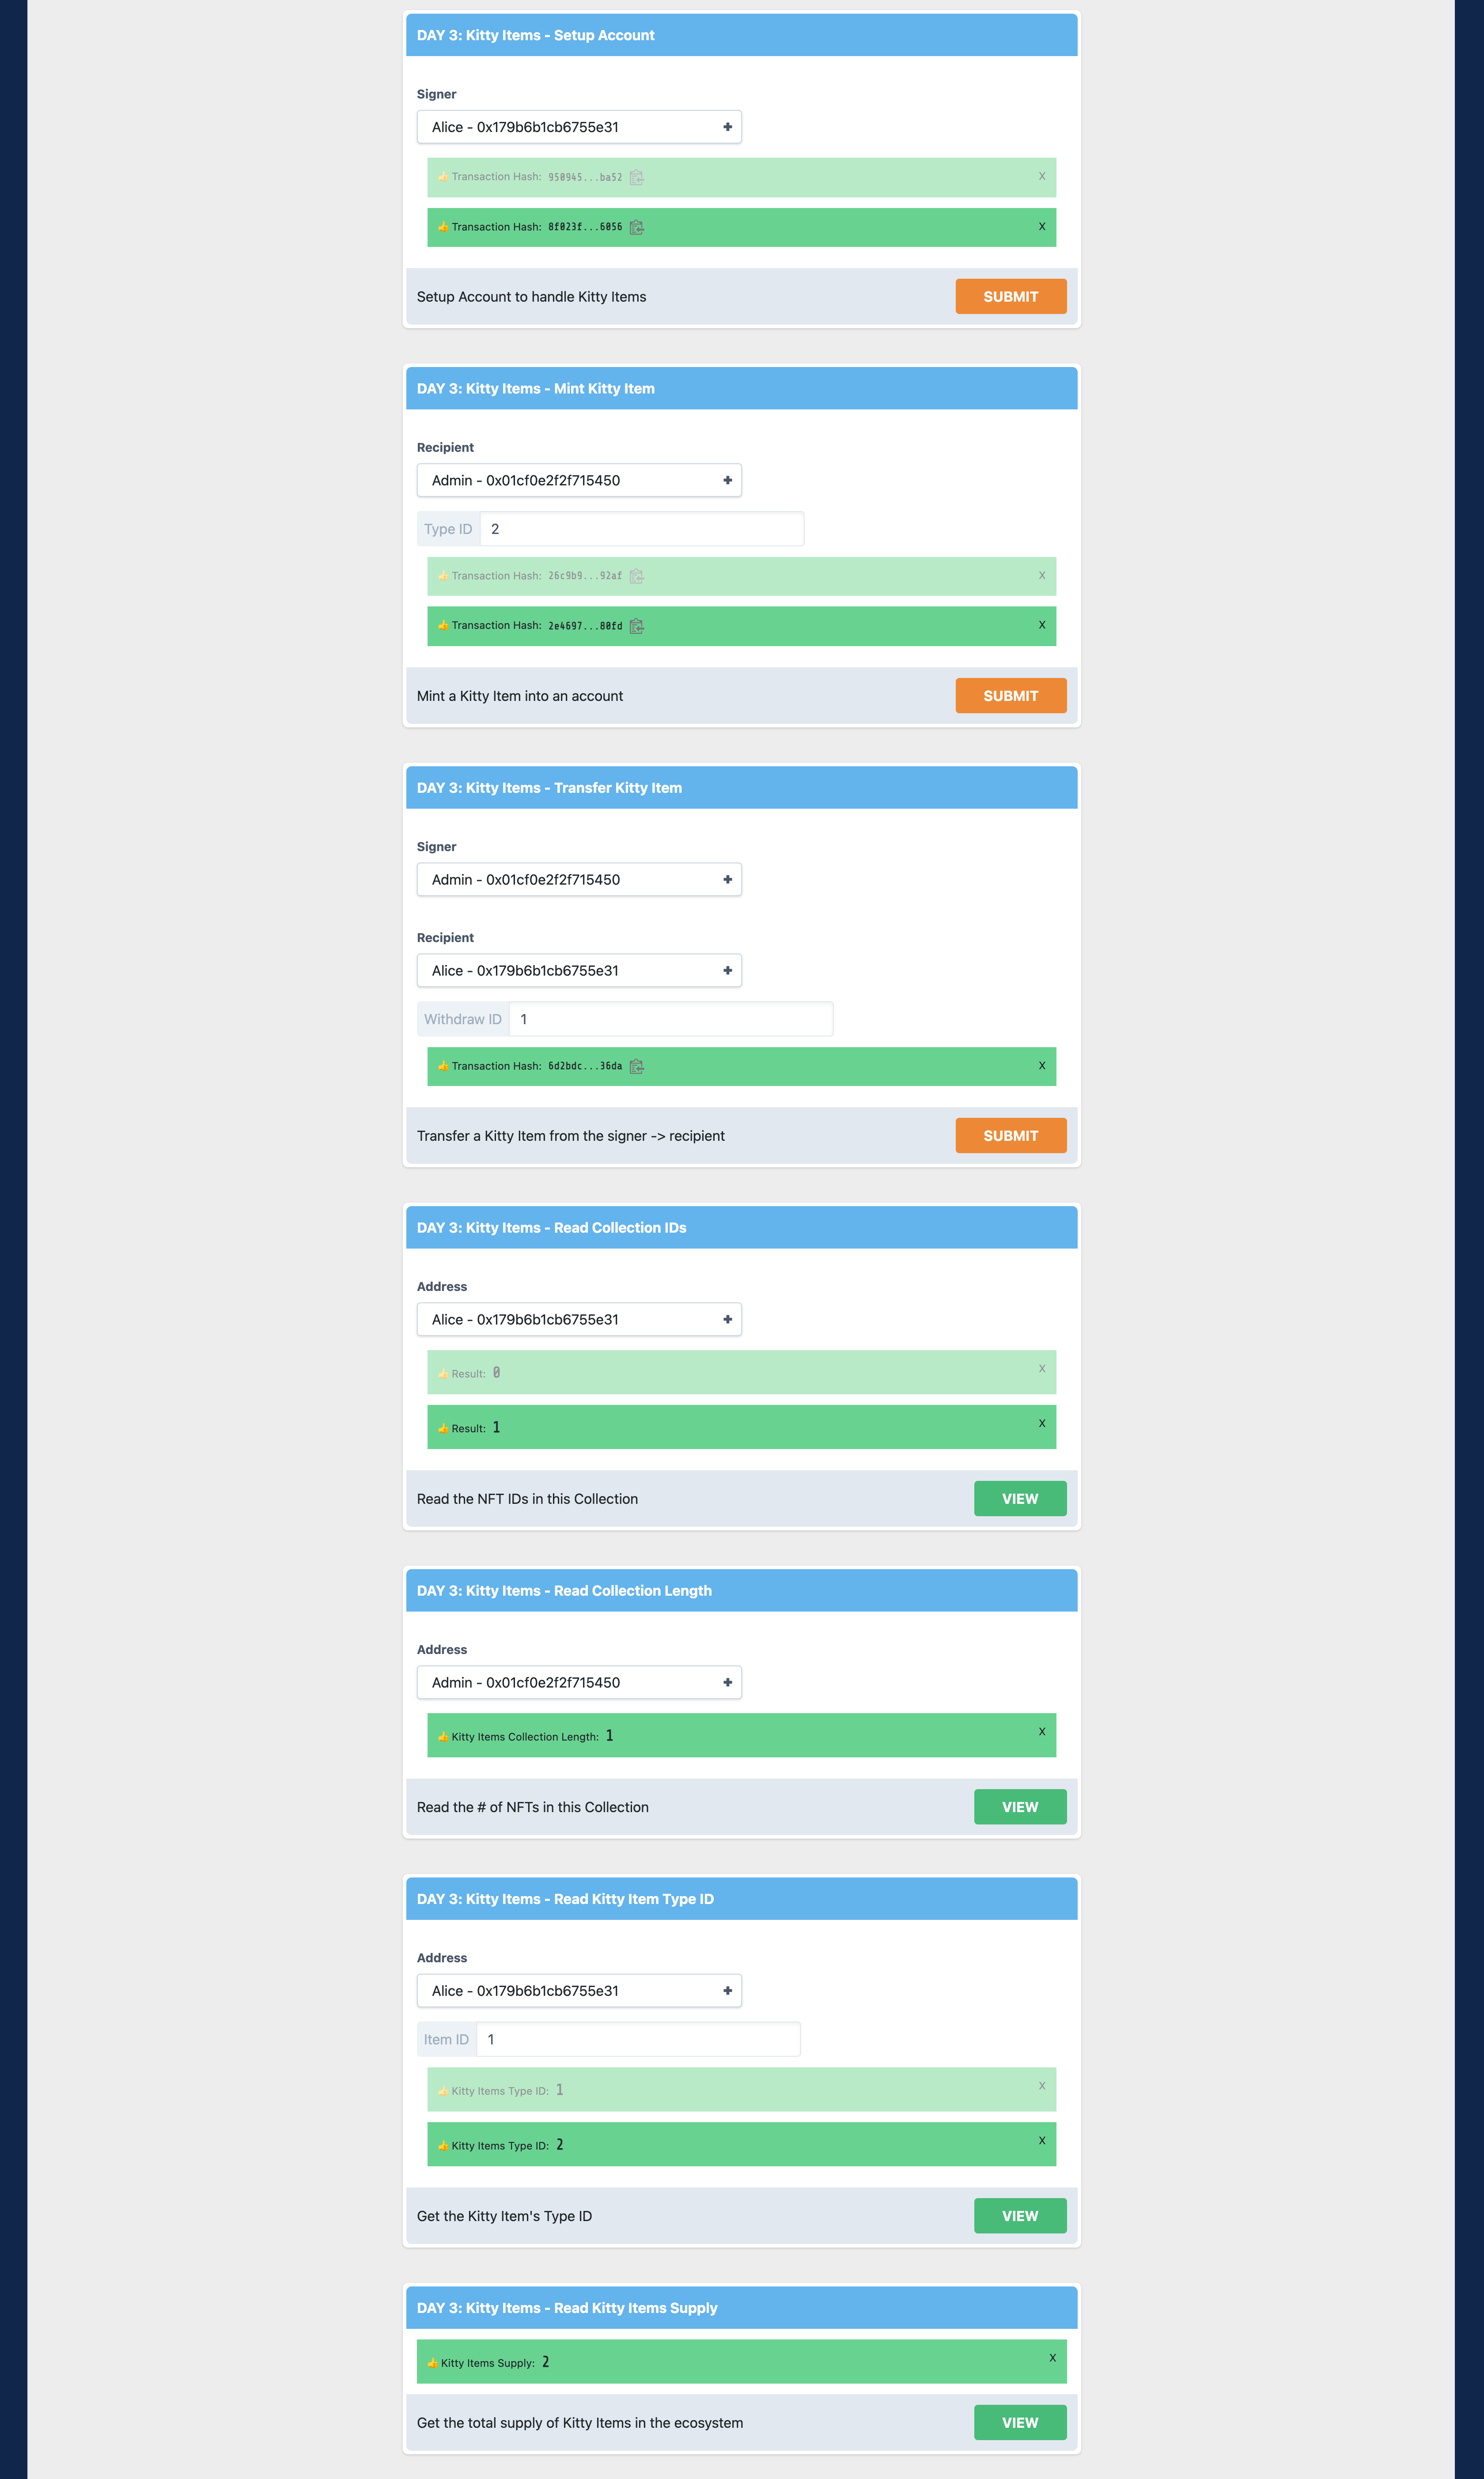 DAY 3: Kitty Items - Setup Account
Signer
Alice - 0x179b6b1cb6755e31
👍 Transaction Hash: 950945...ba52 X
👍 Transaction Hash: 8f023f...6056 X
Setup Account to handle Kitty Items SUBMIT
DAY 3: Kitty Items - Mint Kitty Item
Recipient
Admin - 0x01cf0e2f2f715450
Type ID 2
👍 Transaction Hash: 26c9b9...92af X
👍 Transaction Hash: 2e4697...80fd X
Mint a Kitty Item into an account SUBMIT
DAY 3: Kitty Items - Transfer Kitty Item
Signer
Admin - 0x01cf0e2f2f715450
Recipient
Alice - 0x179b6b1cb6755e31
Withdraw ID 1
👍 Transaction Hash: 6d2bdc...36da X
Transfer a Kitty Item from the signer -> recipient SUBMIT
DAY 3: Kitty Items - Read Collection IDs
Address
Alice - 0x179b6b1cb6755e31
👍 Result: 0 X
👍 Result: 1 X
Read the NFT IDs in this Collection VIEW
DAY 3: Kitty Items - Read Collection Length
Address
Admin - 0x01cf0e2f2f715450
👍 Kitty Items Collection Length: 1 X
Read the # of NFTs in this Collection VIEW
DAY 3: Kitty Items - Read Kitty Item Type ID
Address
Alice - 0x179b6b1cb6755e31
Item ID 1
👍 Kitty Items Type ID: 1 X
👍 Kitty Items Type ID: 2 X
Get the Kitty Item's Type ID VIEW
DAY 3: Kitty Items - Read Kitty Items Supply
👍 Kitty Items Supply: 2 X
Get the total supply of Kitty Items in the ecosystem VIEW